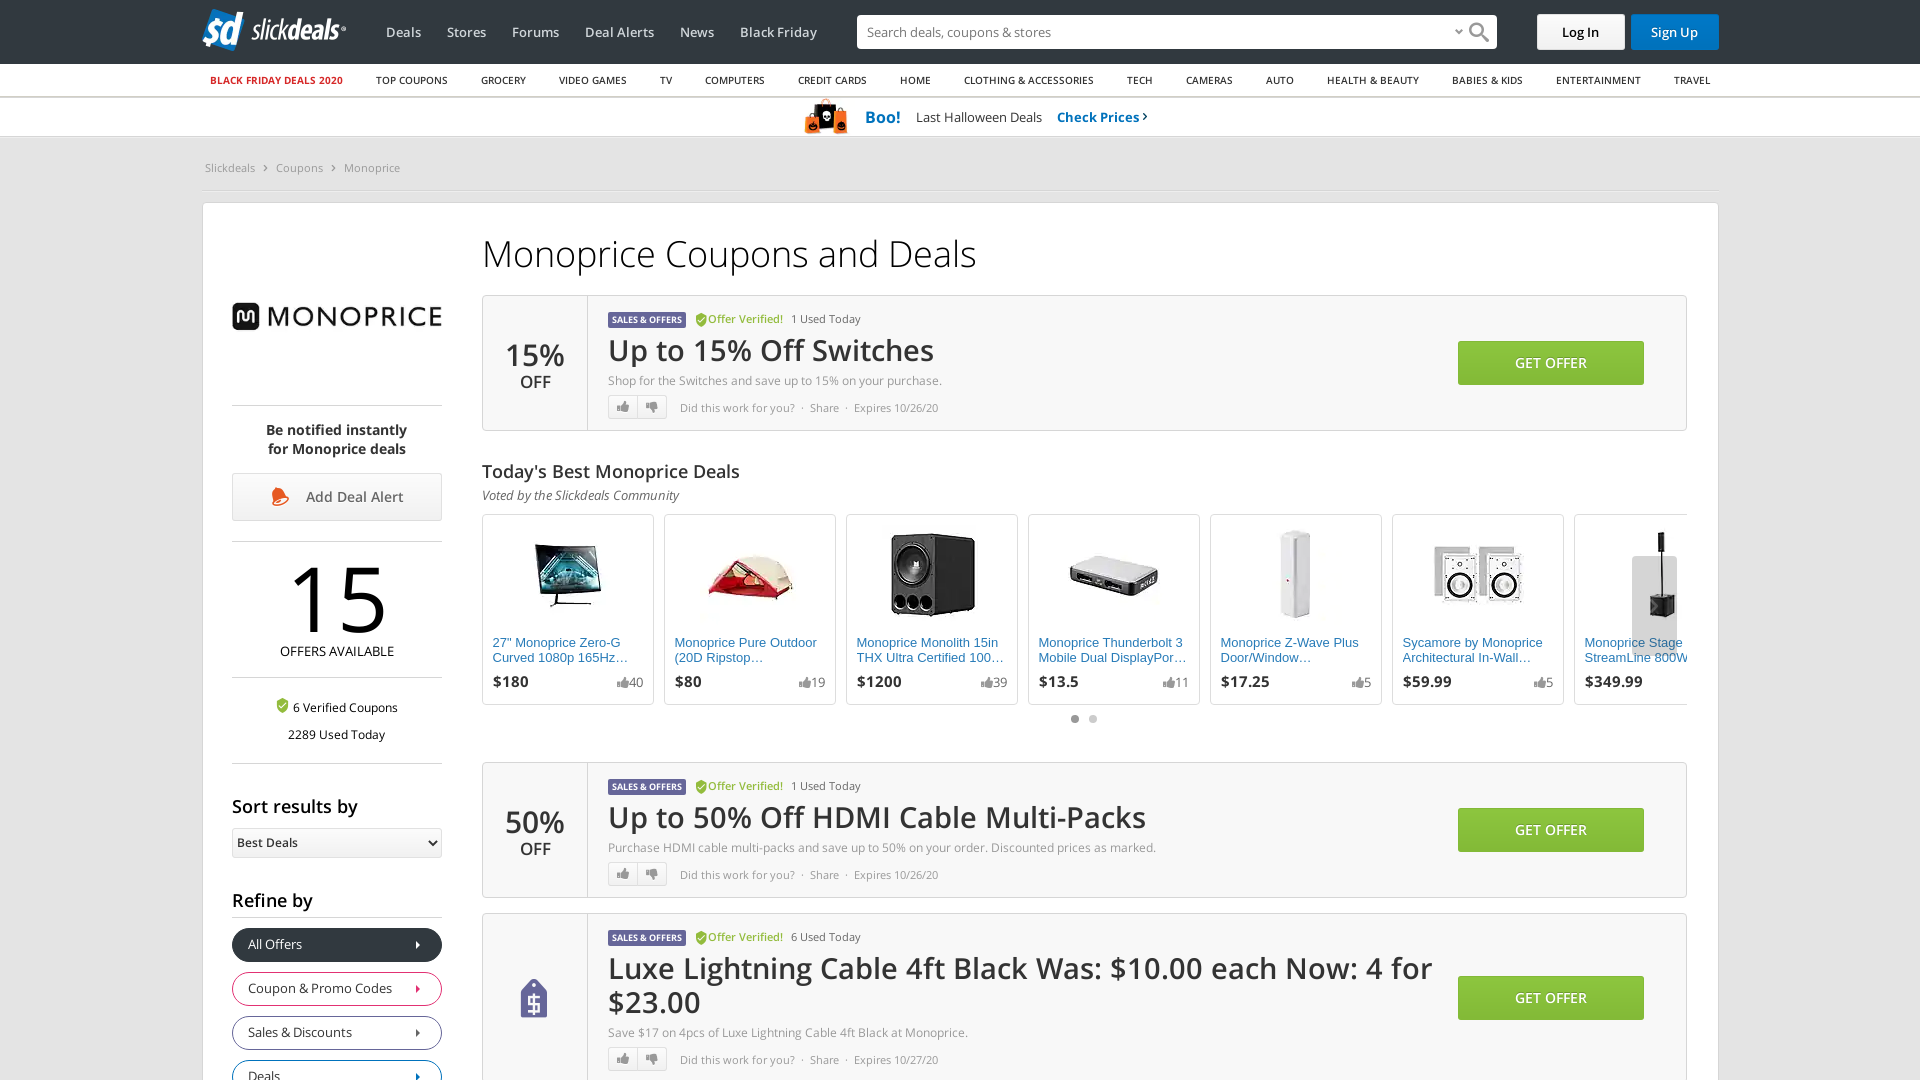 sd slickdeals
Deals
Stores
Forums
Deal Alerts
News
Black Friday
Search deals, coupons & stores
Log In
Sign Up
BLACK FRIDAY DEALS 2020
TOP COUPONS
GROCERY
VIDEO GAMES
TV
COMPUTERS
CREDIT CARDS
HOME
CLOTHING & ACCESSORIES
TECH
CAMERAS
AUTO
HEALTH & BEAUTY
BABIES & KIDS
ENTERTAINMENT
TRAVEL
Boo! Last Halloween Deals Check Prices
Slickdeals
Coupons
Monoprice
MONOPRICE
Be notified instantly
for Monoprice deals
Add Deal Alert
15
OFFERS AVAILABLE
6 Verified Coupons
2289 Used Today
Sort results by
Best Deals
Refine by
All Offers
Coupon & Promo Codes
Sales & Discounts
Deals
Monoprice Coupons and Deals
15%
OFF
SALES & OFFERS Offer Verified! 1 Used Today
Up to 15% Off Switches
Shop for the Switches and save up to 15% on your purchase.
Did this work for you? · Share · Expires 10/26/20
GET OFFER
Today's Best Monoprice Deals
Voted by the Slickdeals Community
27" Monoprice Zero-G
Curved 1080p 165Hz...
$180 40
Monoprice Pure Outdoor
(20D Ripstop...
$80 19
Monoprice Monolith 15in
THX Ultra Certified 100...
$1200 39
Monoprice Thunderbolt 3
Mobile Dual DisplayPor...
$13.5 11
Monoprice Z-Wave Plus
Door/Window...
$17.25 5
Sycamore by Monoprice
Architectural In-Wall...
$59.99 5
Monoprice Stage
StreamLine 800W
$349.99
50%
OFF
SALES & OFFERS Offer Verified! 1 Used Today
Up to 50% Off HDMI Cable Multi-Packs
Purchase HDMI cable multi-packs and save up to 50% on your order. Discounted prices as marked.
Did this work for you? · Share · Expires 10/26/20
GET OFFER
SALES & OFFERS Offer Verified! 6 Used Today
Luxe Lightning Cable 4ft Black Was: $10.00 each Now: 4 for
$23.00
Save $17 on 4pcs of Luxe Lightning Cable 4ft Black at Monoprice.
Did this work for you? · Share · Expires 10/27/20
GET OFFER